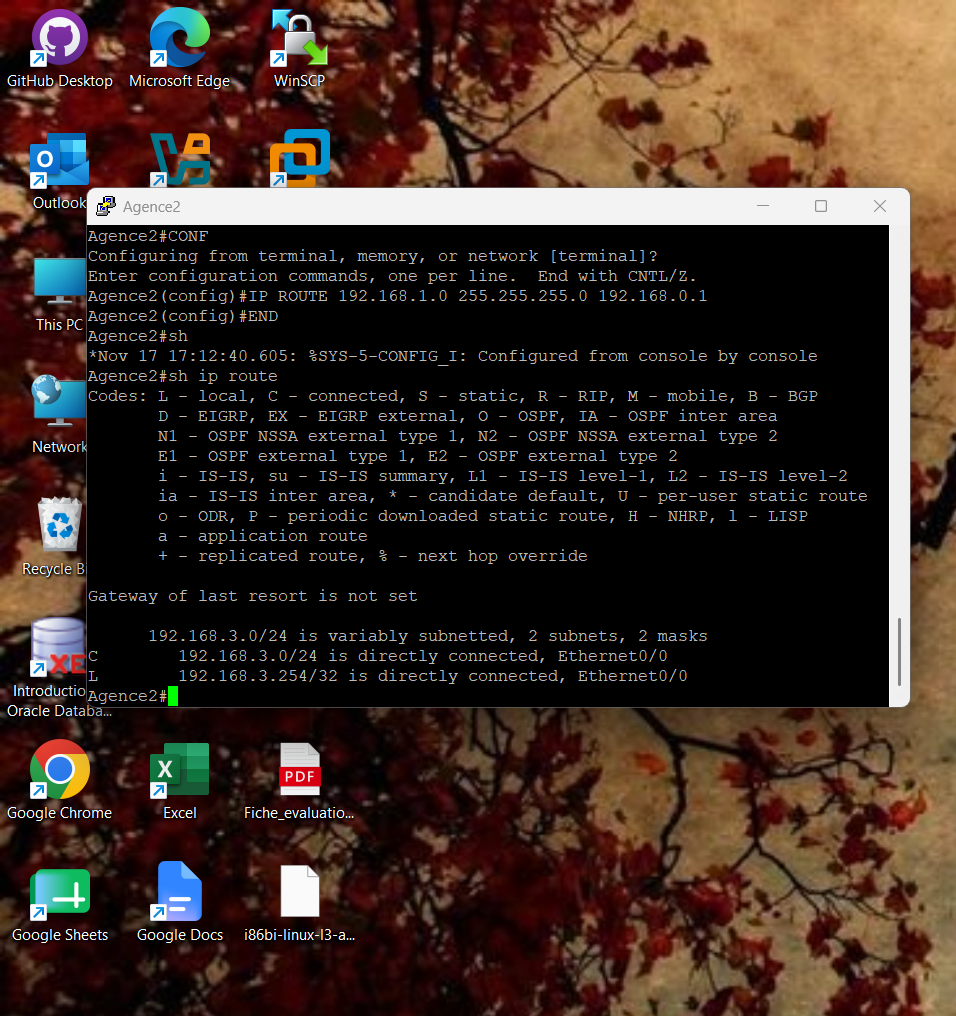 GitHub Desktop
Microsoft Edge
WinSCP
Outlook
This PC
Network
Recycle Bi
Introductio
Oracle Databa...
Agence2
Agence2#CONF
Configuring from terminal, memory, or network [terminal]?
Enter configuration commands, one per line.  End with CNTL/Z.
Agence2(config)#IP ROUTE 192.168.1.0 255.255.255.0 192.168.0.1
Agence2(config)#END
Agence2#sh
*Nov 17 17:12:40.605: %SYS-5-CONFIG_I: Configured from console by console
Agence2#sh ip route
Codes: L - local, C - connected, S - static, R - RIP, M - mobile, B - BGP
       D - EIGRP, EX - EIGRP external, O - OSPF, IA - OSPF inter area
       N1 - OSPF NSSA external type 1, N2 - OSPF NSSA external type 2
       E1 - OSPF external type 1, E2 - OSPF external type 2
       i - IS-IS, su - IS-IS summary, L1 - IS-IS level-1, L2 - IS-IS level-2
       ia - IS-IS inter area, * - candidate default, U - per-user static route
       o - ODR, P - periodic downloaded static route, H - NHRP, l - LISP
       a - application route
       + - replicated route, % - next hop override
Gateway of last resort is not set
      192.168.3.0/24 is variably subnetted, 2 subnets, 2 masks
C        192.168.3.0/24 is directly connected, Ethernet0/0
L        192.168.3.254/32 is directly connected, Ethernet0/0
Agence2#
XE
PDF
Google Chrome
Excel
Fiche_evaluatio...
Google Sheets
Google Docs
i86bi-linux-l3-a...